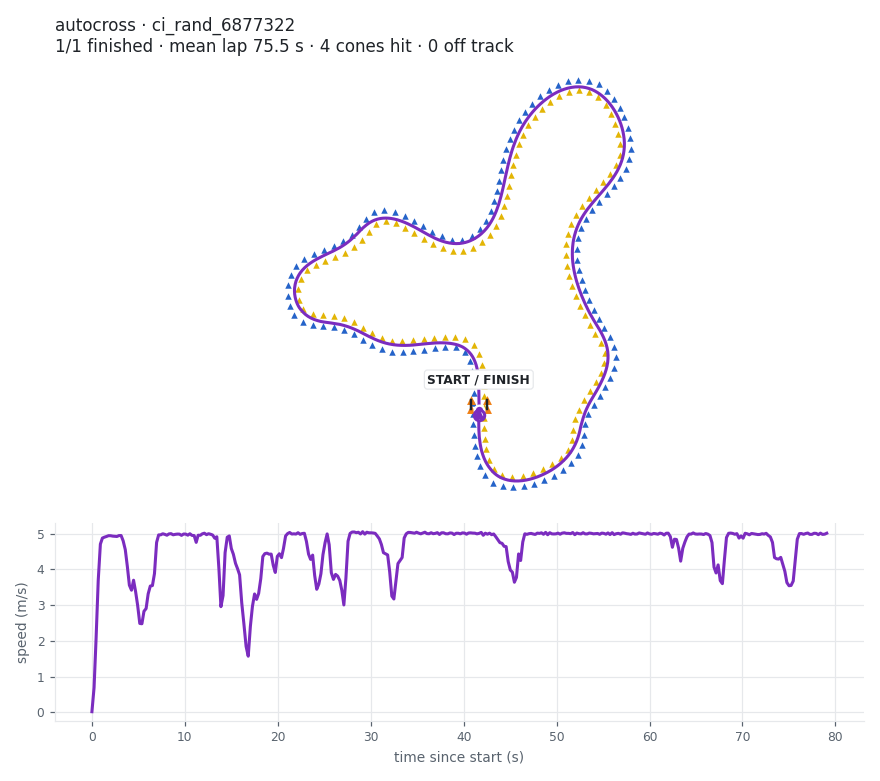 autocross · ci_rand_6877322
1/1 finished · mean lap 75.5 s · 4 cones hit · 0 off track
START / FINISH
speed (m/s)
5
4
3
2
1
0
0 10 20 30 40 50 60 70 80
time since start (s)